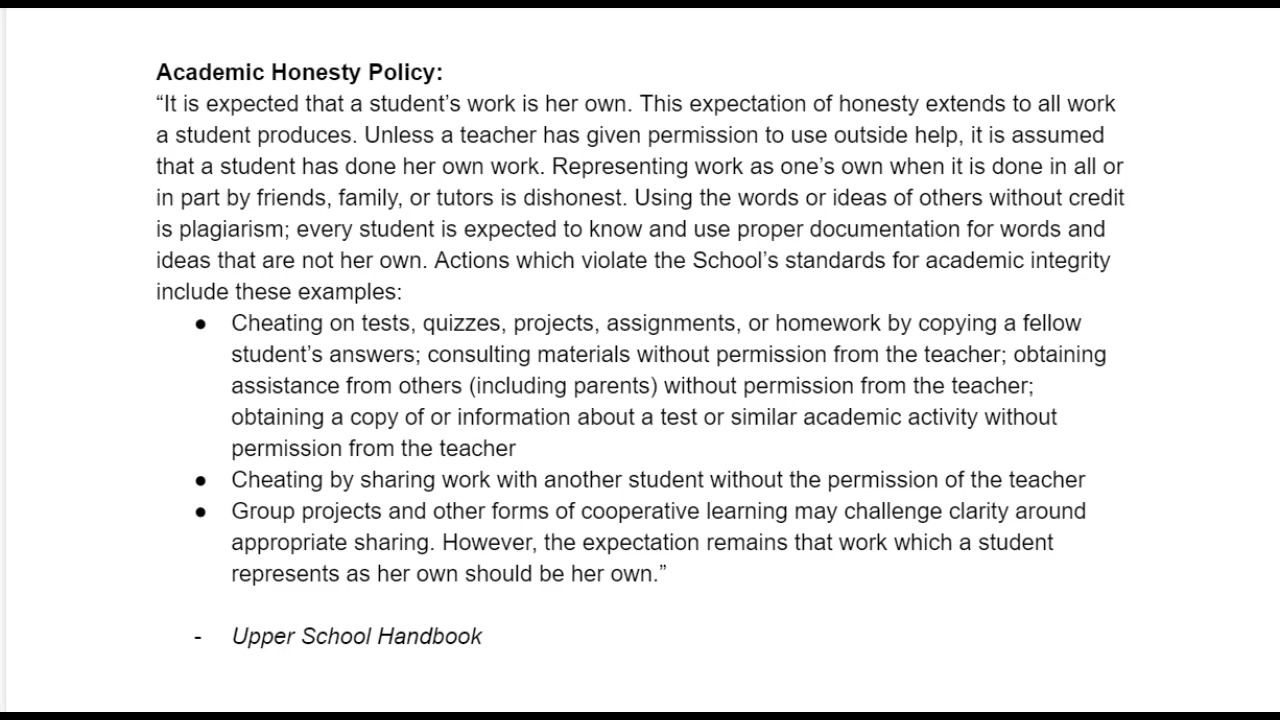 Academic Honesty Policy:
“It is expected that a student’s work is her own. This expectation of honesty extends to all work
a student produces. Unless a teacher has given permission to use outside help, it is assumed
that a student has done her own work. Representing work as one’s own when it is done in all or
in part by friends, family, or tutors is dishonest. Using the words or ideas of others without credit
is plagiarism; every student is expected to know and use proper documentation for words and
ideas that are not her own. Actions which violate the School’s standards for academic integrity
include these examples:
● Cheating on tests, quizzes, projects, assignments, or homework by copying a fellow
student’s answers; consulting materials without permission from the teacher; obtaining
assistance from others (including parents) without permission from the teacher;
obtaining a copy of or information about a test or similar academic activity without
permission from the teacher
● Cheating by sharing work with another student without the permission of the teacher
● Group projects and other forms of cooperative learning may challenge clarity around
appropriate sharing. However, the expectation remains that work which a student
represents as her own should be her own.”
- Upper School Handbook